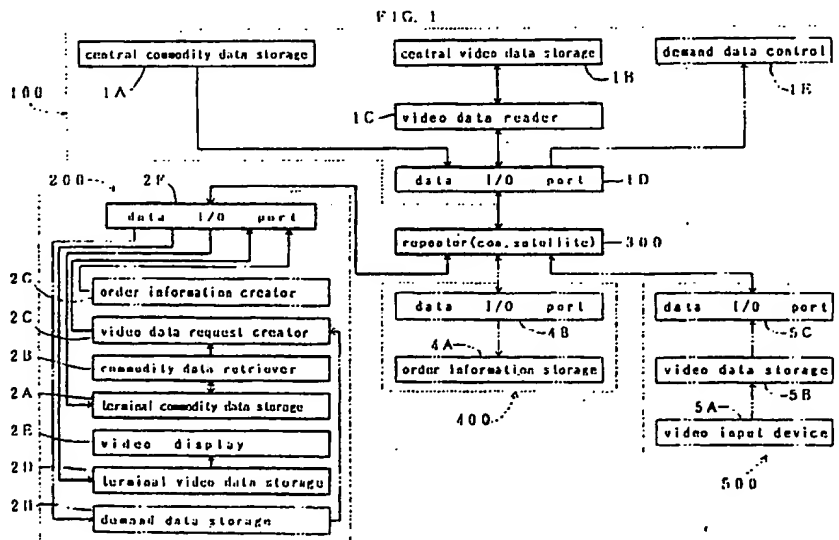 FIG. 1
central commodity data storage
central video data storage
demand data control
1A
1B
1E
100
1C
video data reader
200
2F
data I/O port
1D
data I/O port
repeater(com.satellite)
300
2G
order information creator
data I/O port
data I/O port
2C
video data request creator
4B
5C
2B
commodity data retriever
4A
video data storage
2A
order information storage
5B
terminal commodity data storage
400
5A
2E
video display
video input device
2D
terminal video data storage
500
2H
demand data storage